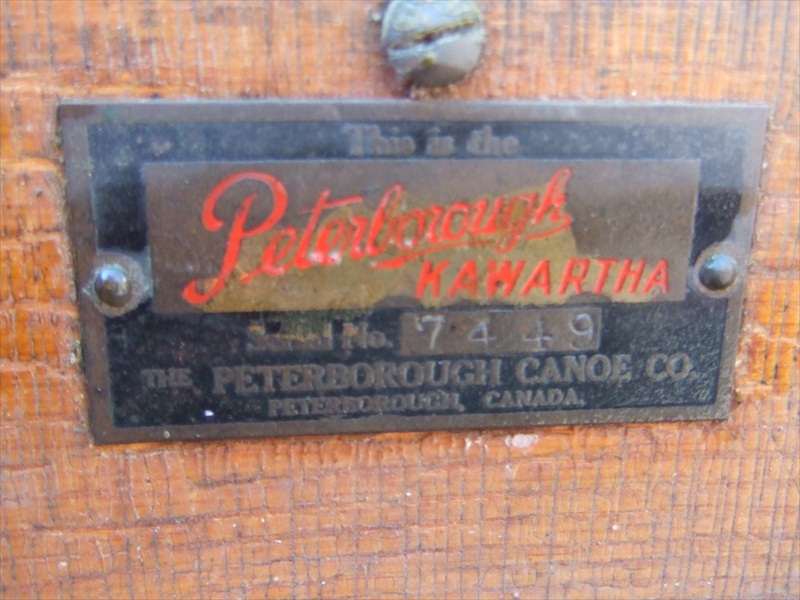 This is the
Peterborough
KAWARTHA
Serial No. 7449
THE PETERBOROUGH CANOE CO.
PETERBOROUGH, CANADA.